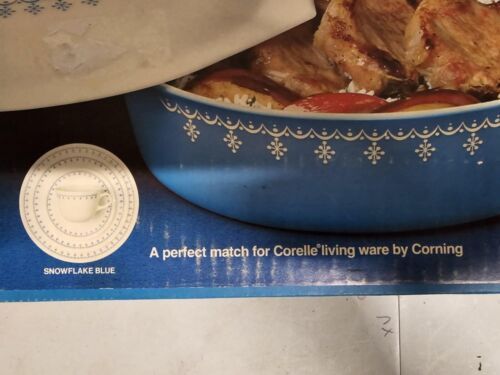 A perfect match for Corelle® living ware by Corning
SNOWFLAKE BLUE